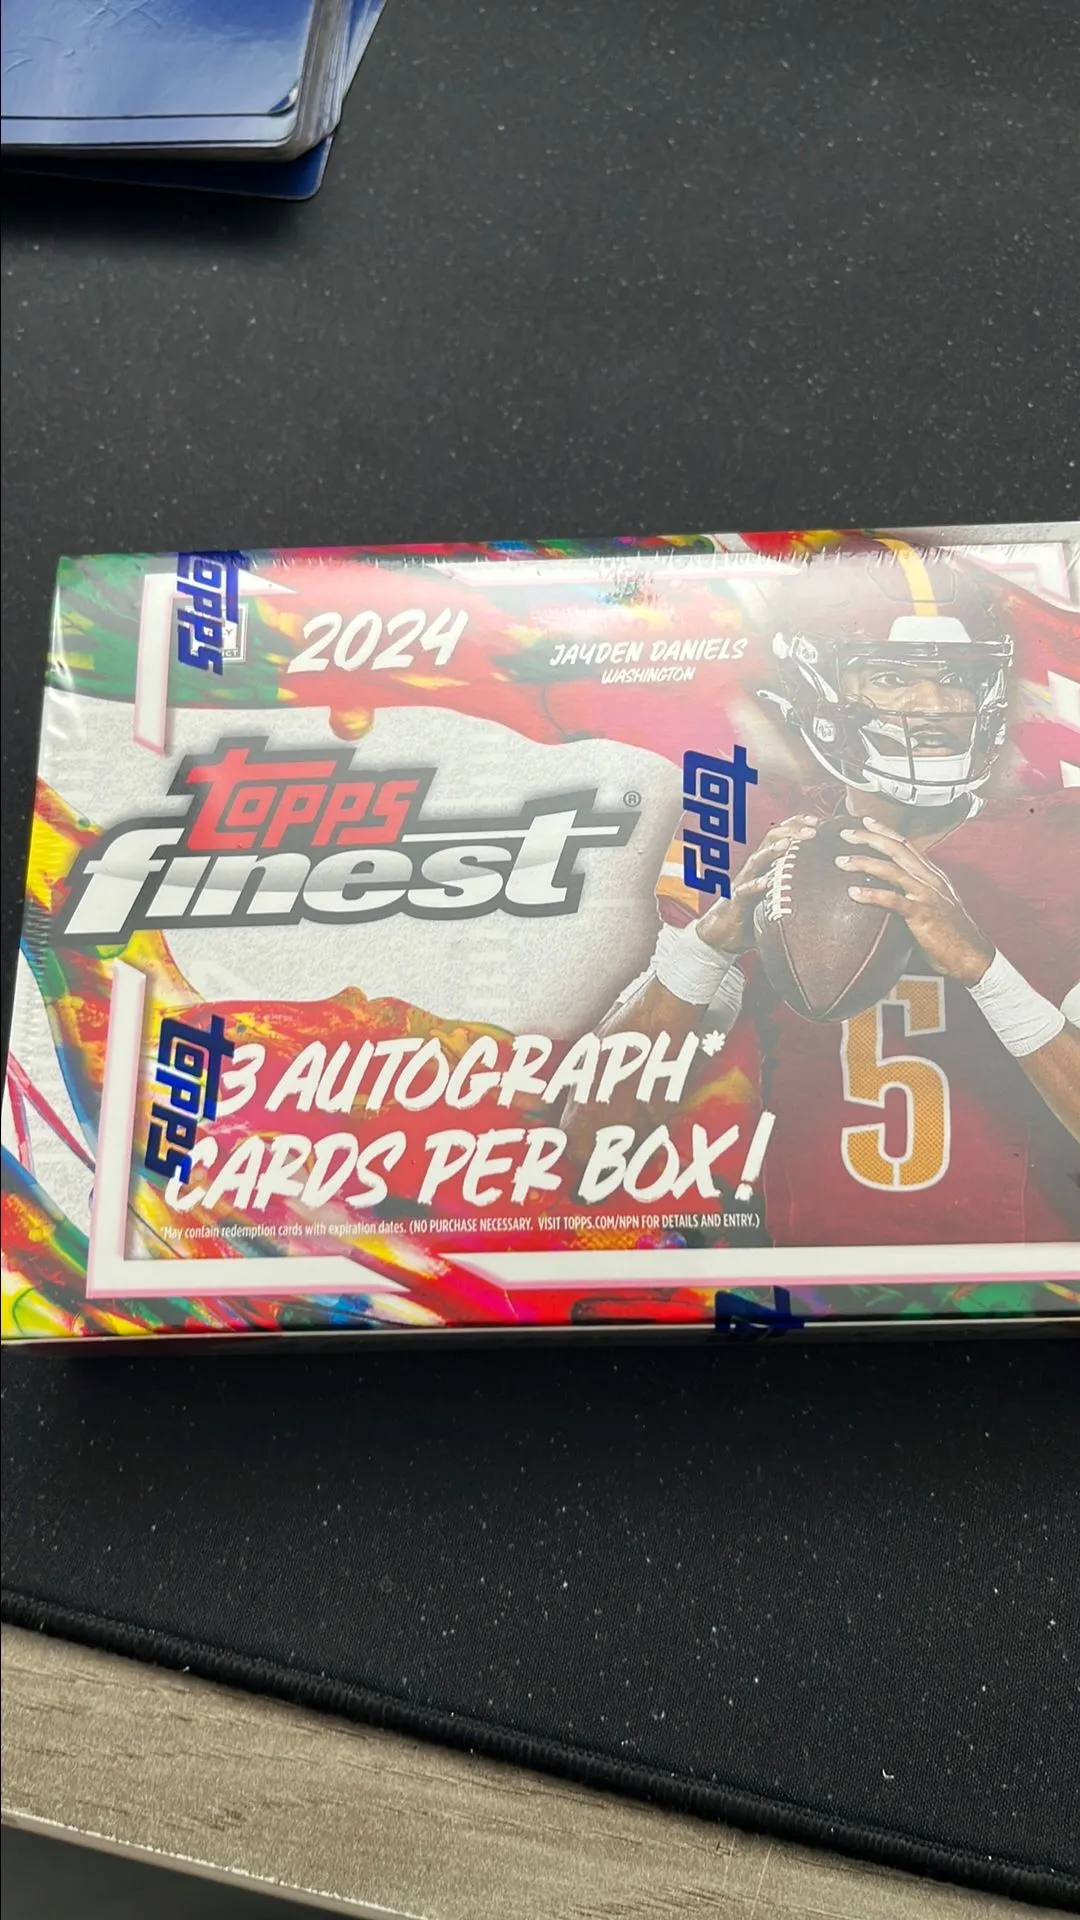 topps
2024
JAYDEN DANIELS
WASHINGTON
topps
finest®
topps
5
topps
3 AUTOGRAPH*
CARDS PER BOX!
*May contain redemption cards with expiration dates. (NO PURCHASE NECESSARY. VISIT TOPPS.COM/NPN FOR DETAILS AND ENTRY.)